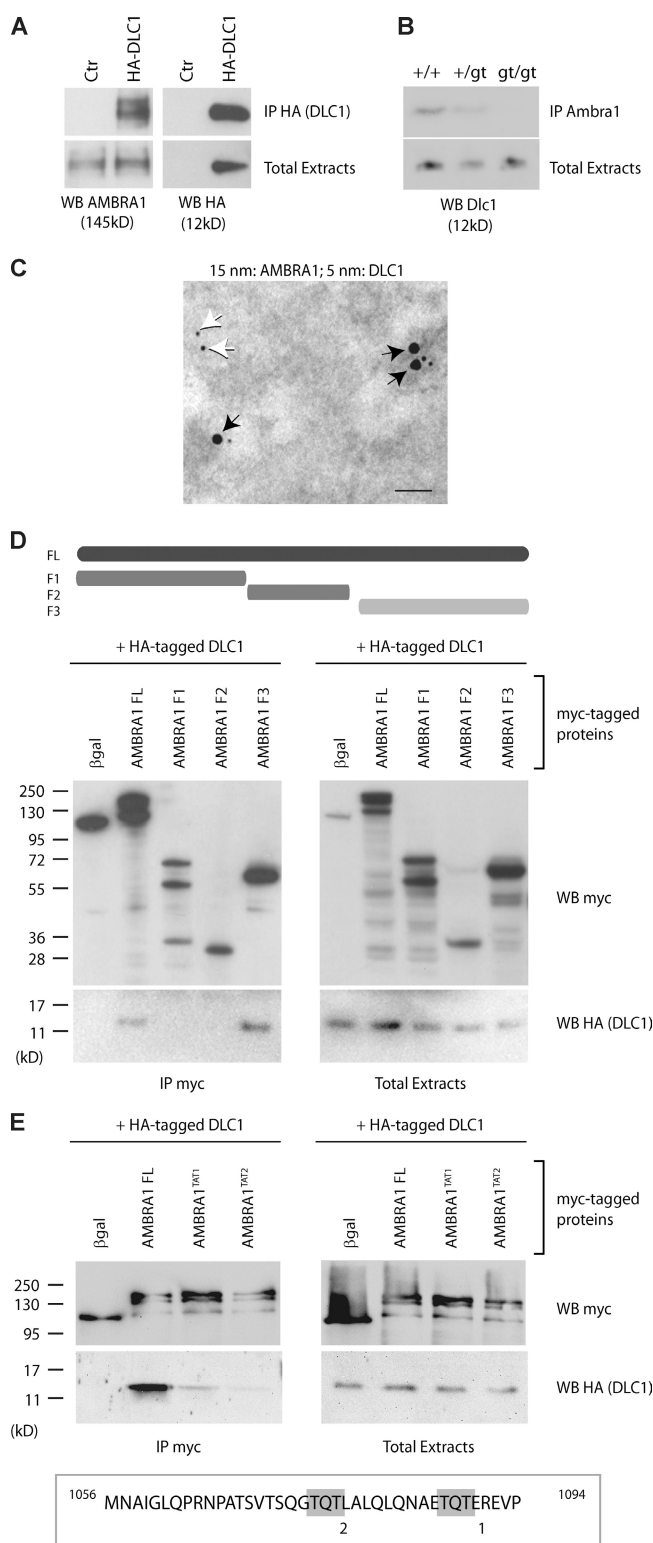 A
Ctr
HA-DLC1
Ctr
HA-DLC1
IP HA (DLC1)
Total Extracts
WB AMBRA1
(145kD)
WB HA
(12kD)
B
+/+ +/gt gt/gt
IP Ambra1
Total Extracts
WB Dlc1
(12kD)
C
15 nm: AMBRA1; 5 nm: DLC1
D
FL
F1
F2
F3
+ HA-tagged DLC1
+ HA-tagged DLC1
βgal
AMBRA1 FL
AMBRA1 F1
AMBRA1 F2
AMBRA1 F3
βgal
AMBRA1 FL
AMBRA1 F1
AMBRA1 F2
AMBRA1 F3
myc-tagged
proteins
250
130
95
72
55
36
28
WB myc
17
11
(kD)
WB HA (DLC1)
IP myc
Total Extracts
E
+ HA-tagged DLC1
+ HA-tagged DLC1
βgal
AMBRA1 FL
AMBRA1TAT1
AMBRA1TAT2
βgal
AMBRA1 FL
AMBRA1TAT1
AMBRA1TAT2
myc-tagged
proteins
250
130
95
WB myc
17
11
(kD)
WB HA (DLC1)
IP myc
Total Extracts
1056 MNAIGLQPRNPATSVTSQGTQTLALQLQNAETQTEREVP 1094
2 1